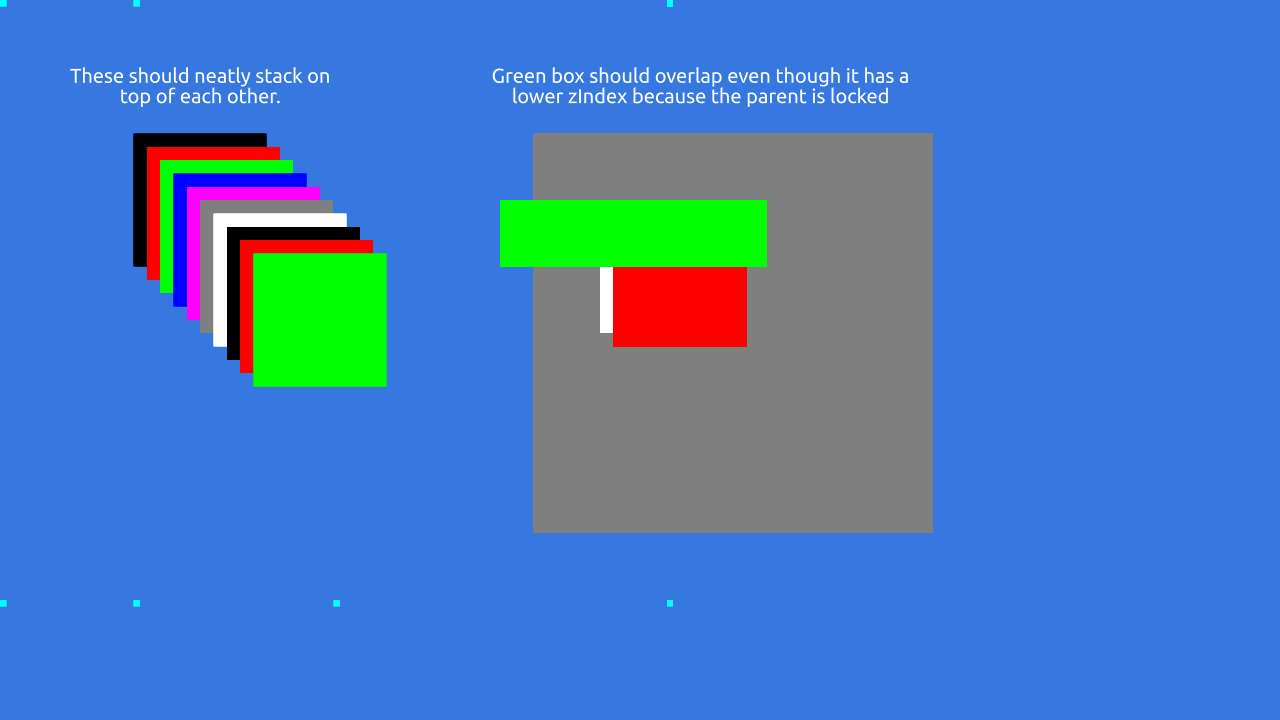 These should neatly stack on
top of each other.
Green box should overlap even though it has a
lower zIndex because the parent is locked